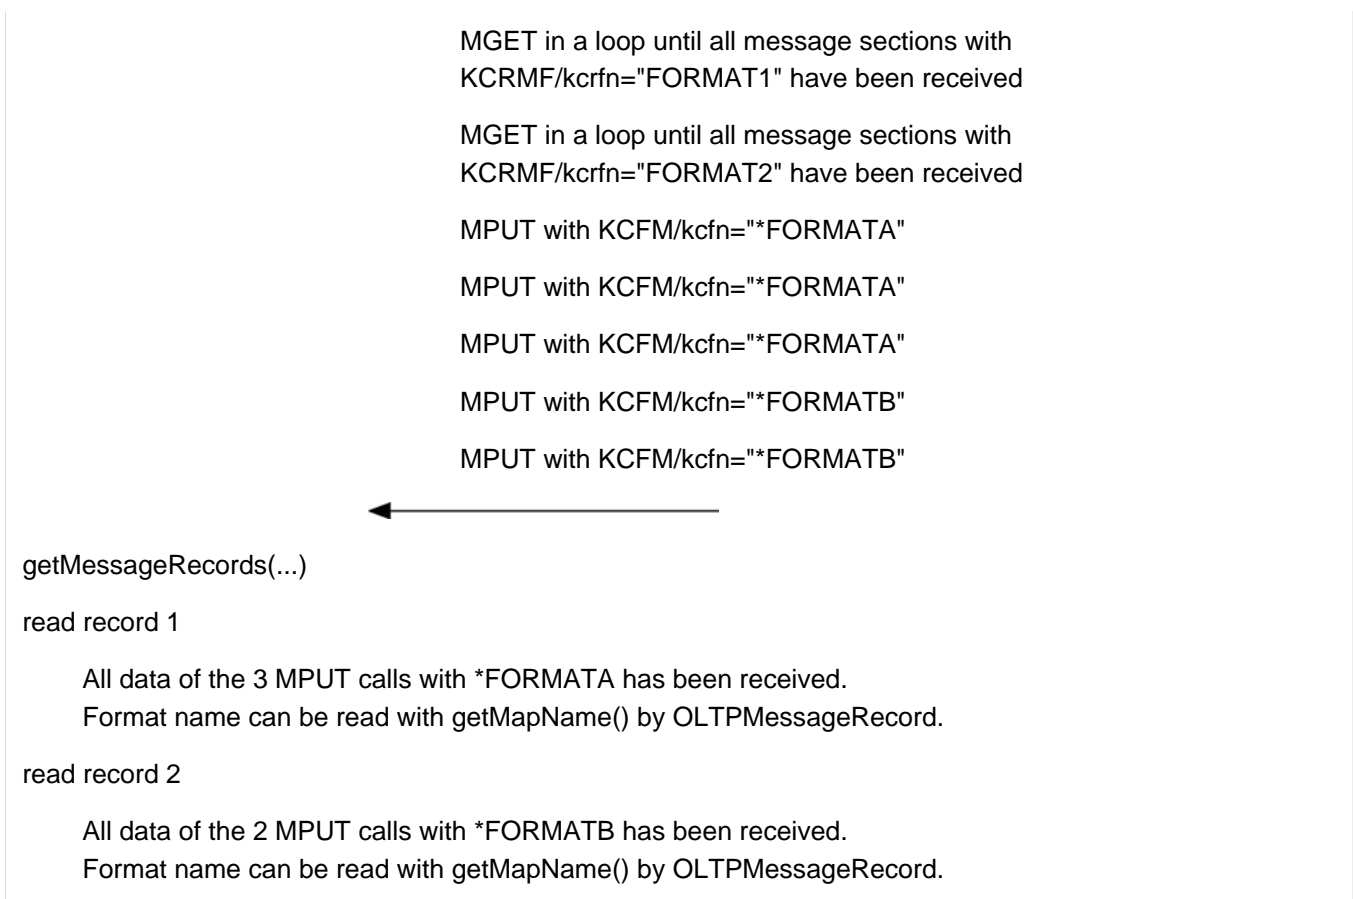 MGET in a loop until all message sections with
KCRMF/kcrfn="FORMAT1" have been received
MGET in a loop until all message sections with
KCRMF/kcrfn="FORMAT2" have been received
MPUT with KCFM/kcfn="*FORMATA"
MPUT with KCFM/kcfn="*FORMATA"
MPUT with KCFM/kcfn="*FORMATA"
MPUT with KCFM/kcfn="*FORMATB"
MPUT with KCFM/kcfn="*FORMATB"
getMessageRecords(...)
read record 1
All data of the 3 MPUT calls with *FORMATA has been received.
Format name can be read with getMapName() by OLTPMessageRecord.
read record 2
All data of the 2 MPUT calls with *FORMATB has been received.
Format name can be read with getMapName() by OLTPMessageRecord.